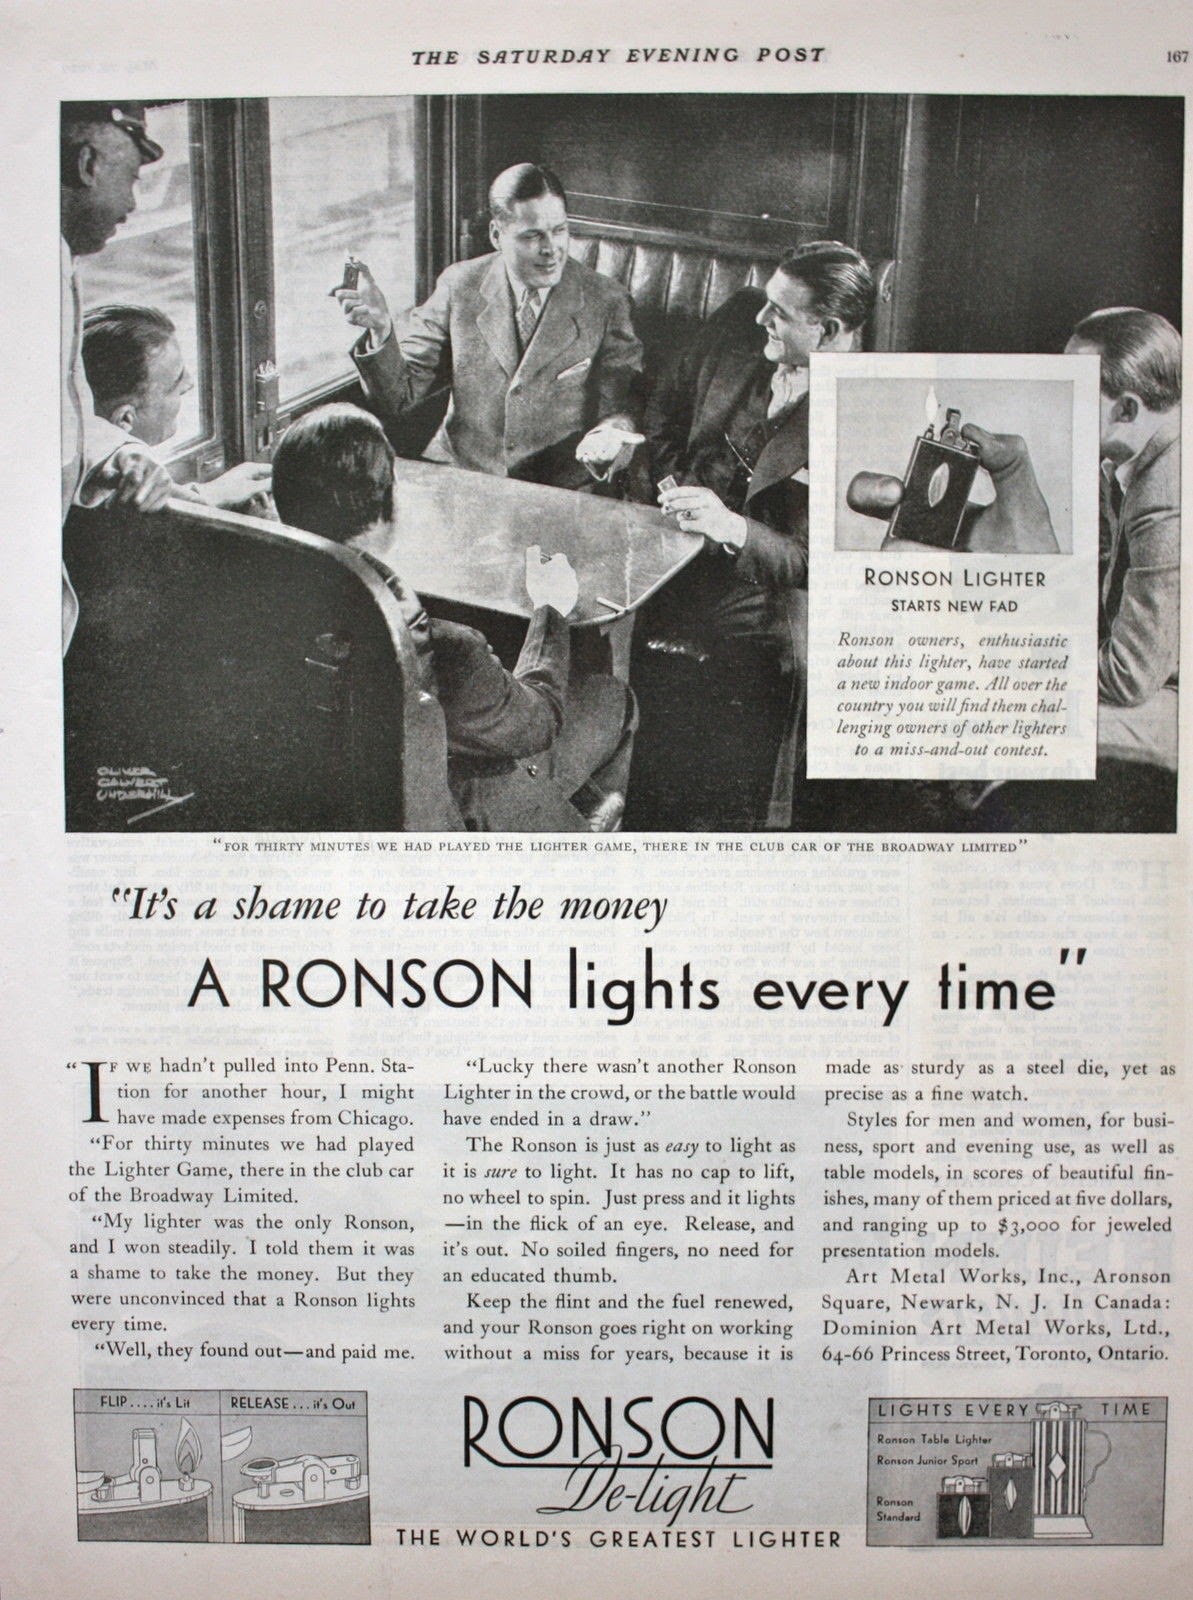 THE SATURDAY EVENING POST
167
OLIVER
CALVERT
UNDERHILL
RONSON LIGHTER
STARTS NEW FAD
Ronson owners, enthusiastic
about this lighter, have started
a new indoor game. All over the
country you will find them chal-
lenging owners of other lighters
to a miss-and-out contest.
"FOR THIRTY MINUTES WE HAD PLAYED THE LIGHTER GAME, THERE IN THE CLUB CAR OF THE BROADWAY LIMITED"
"It's a shame to take the money
A RONSON lights every time"
"IF WE hadn't pulled into Penn. Sta-
tion for another hour, I might
have made expenses from Chicago.
"For thirty minutes we had played
the Lighter Game, there in the club car
of the Broadway Limited.
"My lighter was the only Ronson,
and I won steadily. I told them it was
a shame to take the money. But they
were unconvinced that a Ronson lights
every time.
"Well, they found out—and paid me.
"Lucky there wasn't another Ronson
Lighter in the crowd, or the battle would
have ended in a draw."
The Ronson is just as easy to light as
it is sure to light. It has no cap to lift,
no wheel to spin. Just press and it lights
—in the flick of an eye. Release, and
it's out. No soiled fingers, no need for
an educated thumb.
Keep the flint and the fuel renewed,
and your Ronson goes right on working
without a miss for years, because it is
made as sturdy as a steel die, yet as
precise as a fine watch.
Styles for men and women, for busi-
ness, sport and evening use, as well as
table models, in scores of beautiful fin-
ishes, many of them priced at five dollars,
and ranging up to $3,000 for jeweled
presentation models.
Art Metal Works, Inc., Aronson
Square, Newark, N. J. In Canada:
Dominion Art Metal Works, Ltd.,
64-66 Princess Street, Toronto, Ontario.
FLIP....it's Lit
RELEASE...it's Out
RONSON
De-light
THE WORLD'S GREATEST LIGHTER
LIGHTS EVERY TIME
Ronson Table Lighter
Ronson Junior Sport
Ronson
Standard